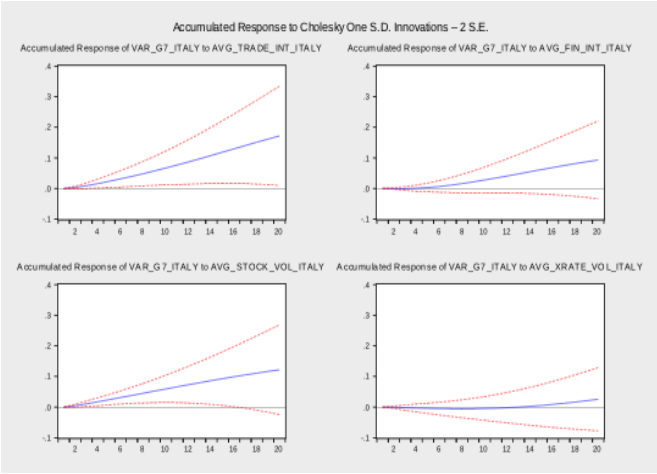 Accumulated Response to Cholesky One S.D. Innovations – 2 S.E.
Accumulated Response of VAR_G7_ITALY to AVG_TRADE_INT_ITALY
.4
.3
.2
.1
.0
-.1
2 4 6 8 10 12 14 16 18 20
Accumulated Response of VAR_G7_ITALY to AVG_FIN_INT_ITALY
.4
.3
.2
.1
.0
-.1
2 4 6 8 10 12 14 16 18 20
Accumulated Response of VAR_G7_ITALY to AVG_STOCK_VOL_ITALY
.4
.3
.2
.1
.0
-.1
2 4 6 8 10 12 14 16 18 20
Accumulated Response of VAR_G7_ITALY to AVG_XRATE_VOL_ITALY
.4
.3
.2
.1
.0
-.1
2 4 6 8 10 12 14 16 18 20